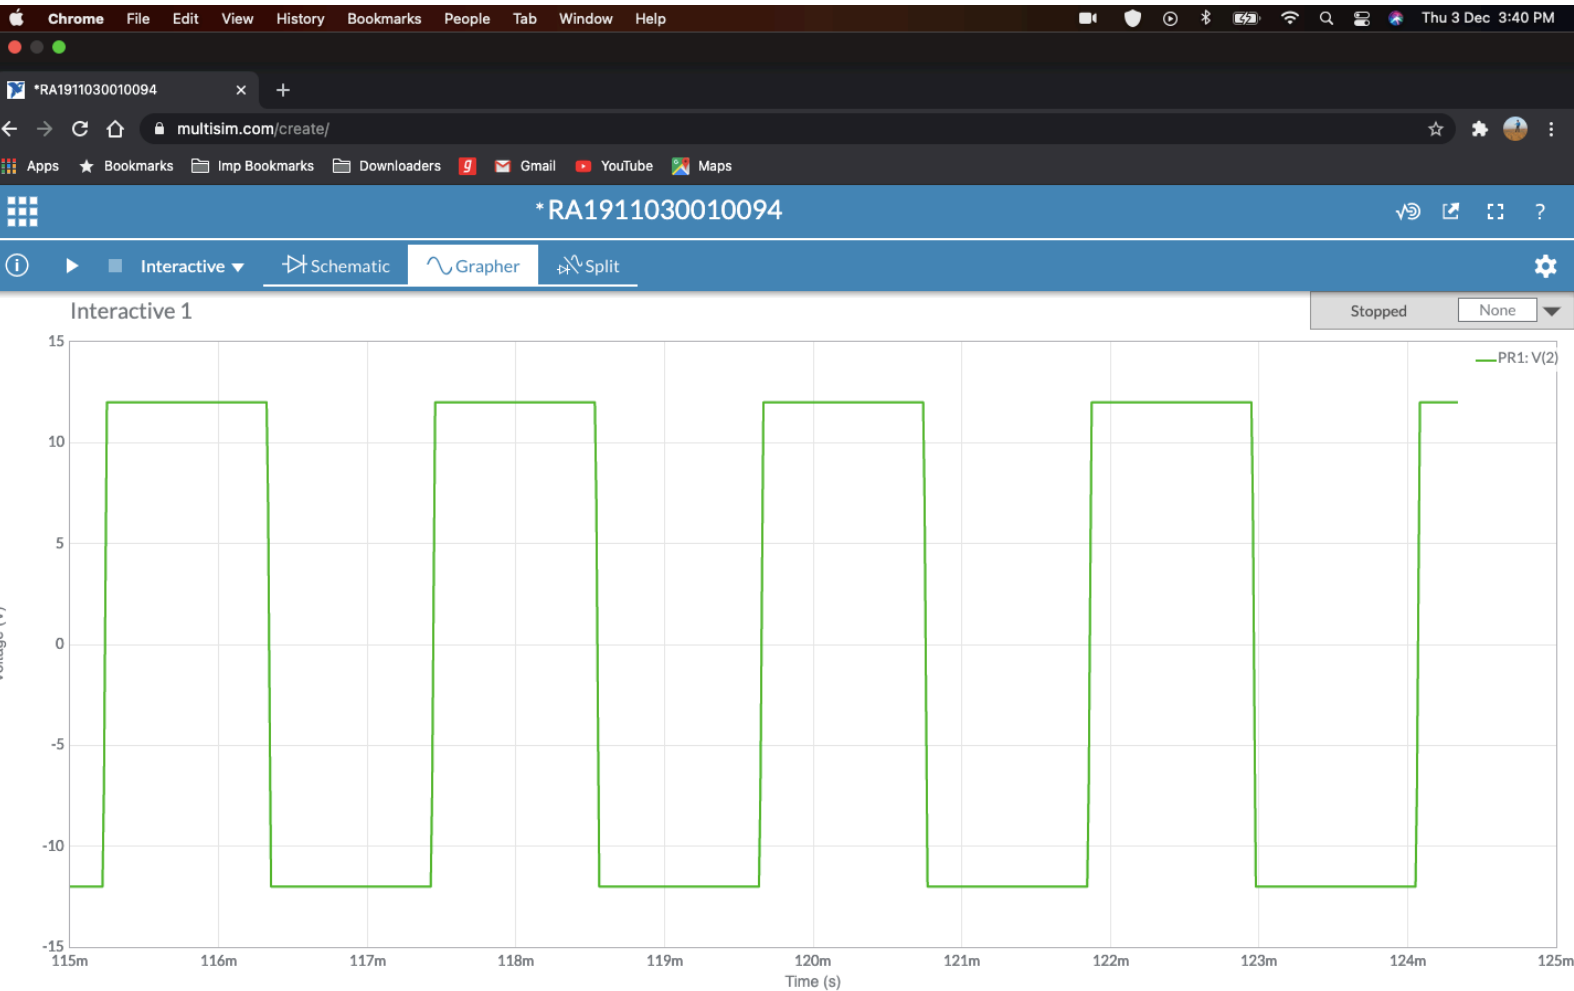 Chrome File Edit View History Bookmarks People Tab Window Help Thu 3 Dec 3:40 PM
*RA1911030010094
multisim.com/create/
Apps Bookmarks Imp Bookmarks Downloaders g Gmail YouTube Maps
*RA1911030010094 ?
Interactive Schematic Grapher Split
Interactive 1 Stopped None
PR1: V(2)
15
10
5
0
-5
-10
-15
Voltage (V)
115m 116m 117m 118m 119m 120m 121m 122m 123m 124m 125m
Time (s)